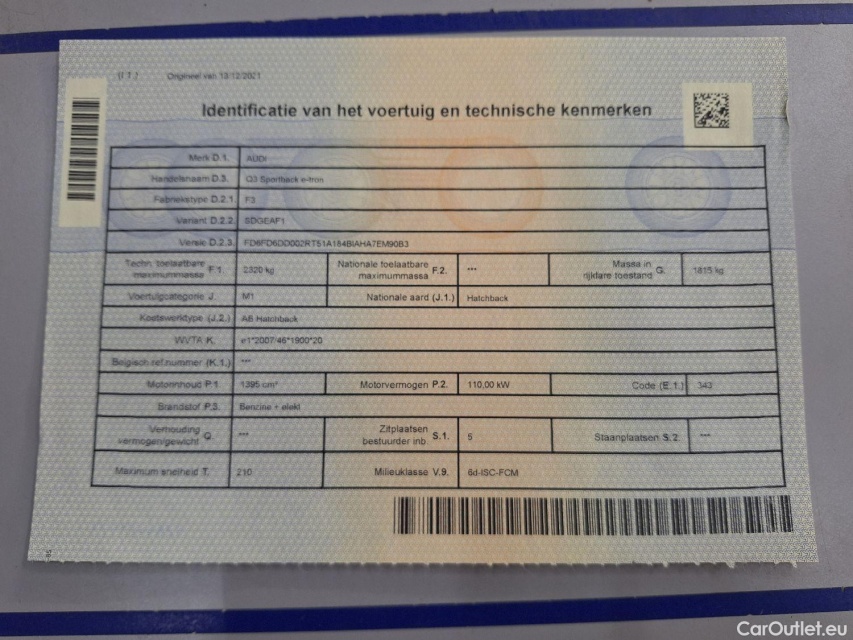 ( 1 )
Origineel van 13/12/2021
Identificatie van het voertuig en technische kenmerken
Merk D.1. AUDI
Handelsnaam D.3. Q3 Sportback e-tron
Fabriekstype D.2.1. F3
Variant D.2.2. SDGEAF1
Versie D.2.3. FD6FD6DD002RT51A184BIAHA7EM90B3
Techn. toelaatbare maximummassa F.1. 2320 kg Nationale toelaatbare maximummassa F.2. *** Massa in rijklare toestand G. 1815 kg
Voertuigcategorie J. M1 Nationale aard (J.1.) Hatchback
Koetswerktype (J.2.) AB Hatchback
WVTA K. e1*2007/46*1900*20
Belgisch ref.nummer (K.1.) ***
Motorinhoud P.1. 1395 cm³ Motorvermogen P.2. 110,00 kW Code (E.1.) 343
Brandstof P.3. Benzine + elekt
Verhouding vermogen/gewicht Q. *** Zitplaatsen bestuurder inb. S.1. 5 Staanplaatsen S.2. ***
Maximum snelheid T. 210 Milieuklasse V.9. 6d-ISC-FCM
CarOutlet.eu